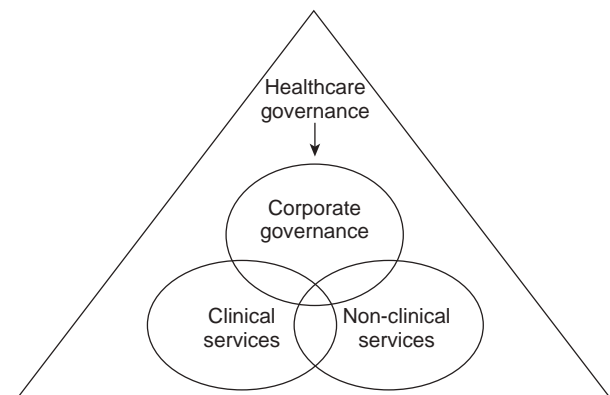 Healthcare
governance
Corporate
governance
Clinical
services
Non-clinical
services